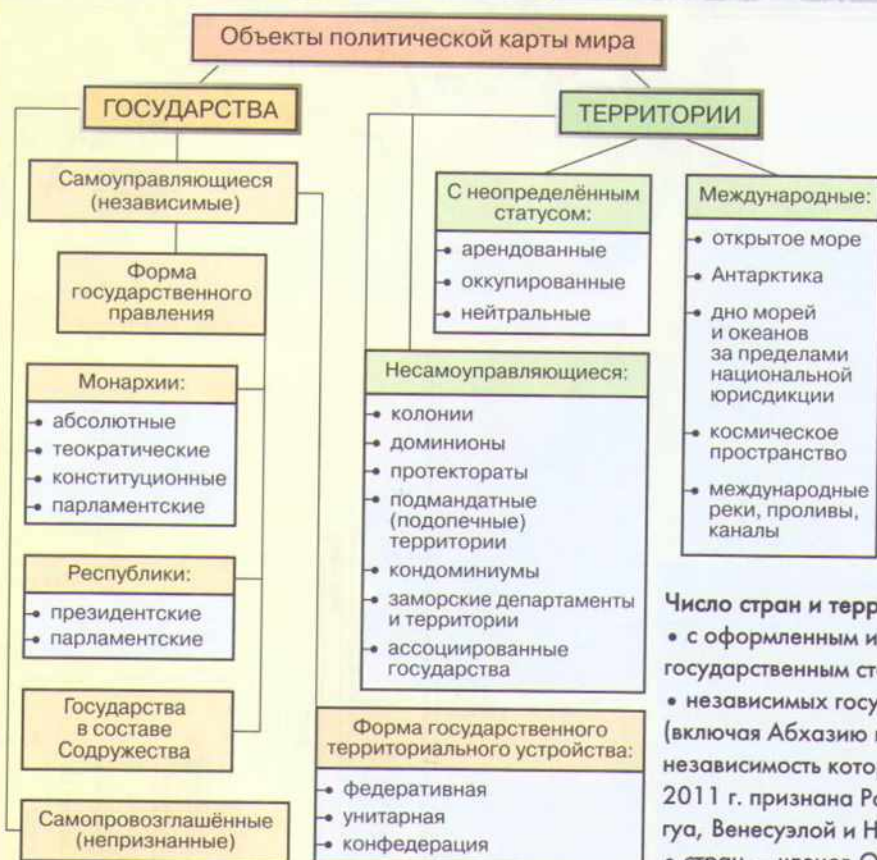 Объекты политической карты мира
ГОСУДАРСТВА
Самоуправляющиеся
(независимые)
Форма
государственного
правления
Монархии:
• абсолютные
• теократические
• конституционные
• парламентские
Республики:
• президентские
• парламентские
Государства
в составе
Содружества
Самопровозглашённые
(непризнанные)
ТЕРРИТОРИИ
С неопределённым
статусом:
• арендованные
• оккупированные
• нейтральные
Несамоуправляющиеся:
• колонии
• доминионы
• протектораты
• подмандатные
(подопечные)
территории
• кондоминиумы
• заморские департаменты
и территории
• ассоциированные
государства
Форма государственного
территориального устройства:
• федеративная
• унитарная
• конфедерация
Международные:
• открытое море
• Антарктика
• дно морей
и океанов
за пределами
национальной
юрисдикции
• космическое
пространство
• международные
реки, проливы,
каналы
Число стран и терр
• с оформленным и
государственным ст
• независимых госу
(включая Абхазию
независимость кото
2011 г. признана Ро
гуа, Венесуэлой и Н
• стран – членов О